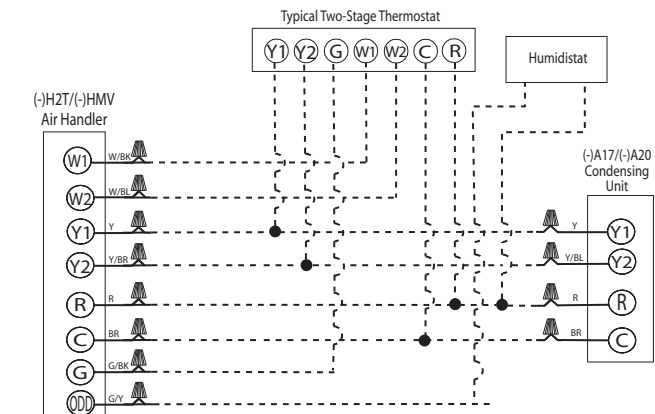 Typical Two-Stage Thermostat
Y1 Y2 G W1 W2 C R
Humidistat
(-)H2T/(-)HMV
Air Handler
W1 W/BK
W2 W/BL
Y1 Y
Y2 Y/BR
R R
C BR
G G/BK
ODD G/Y
(-)A17/(-)A20
Condensing
Unit
Y Y1
Y/BL Y2
R R
BR C